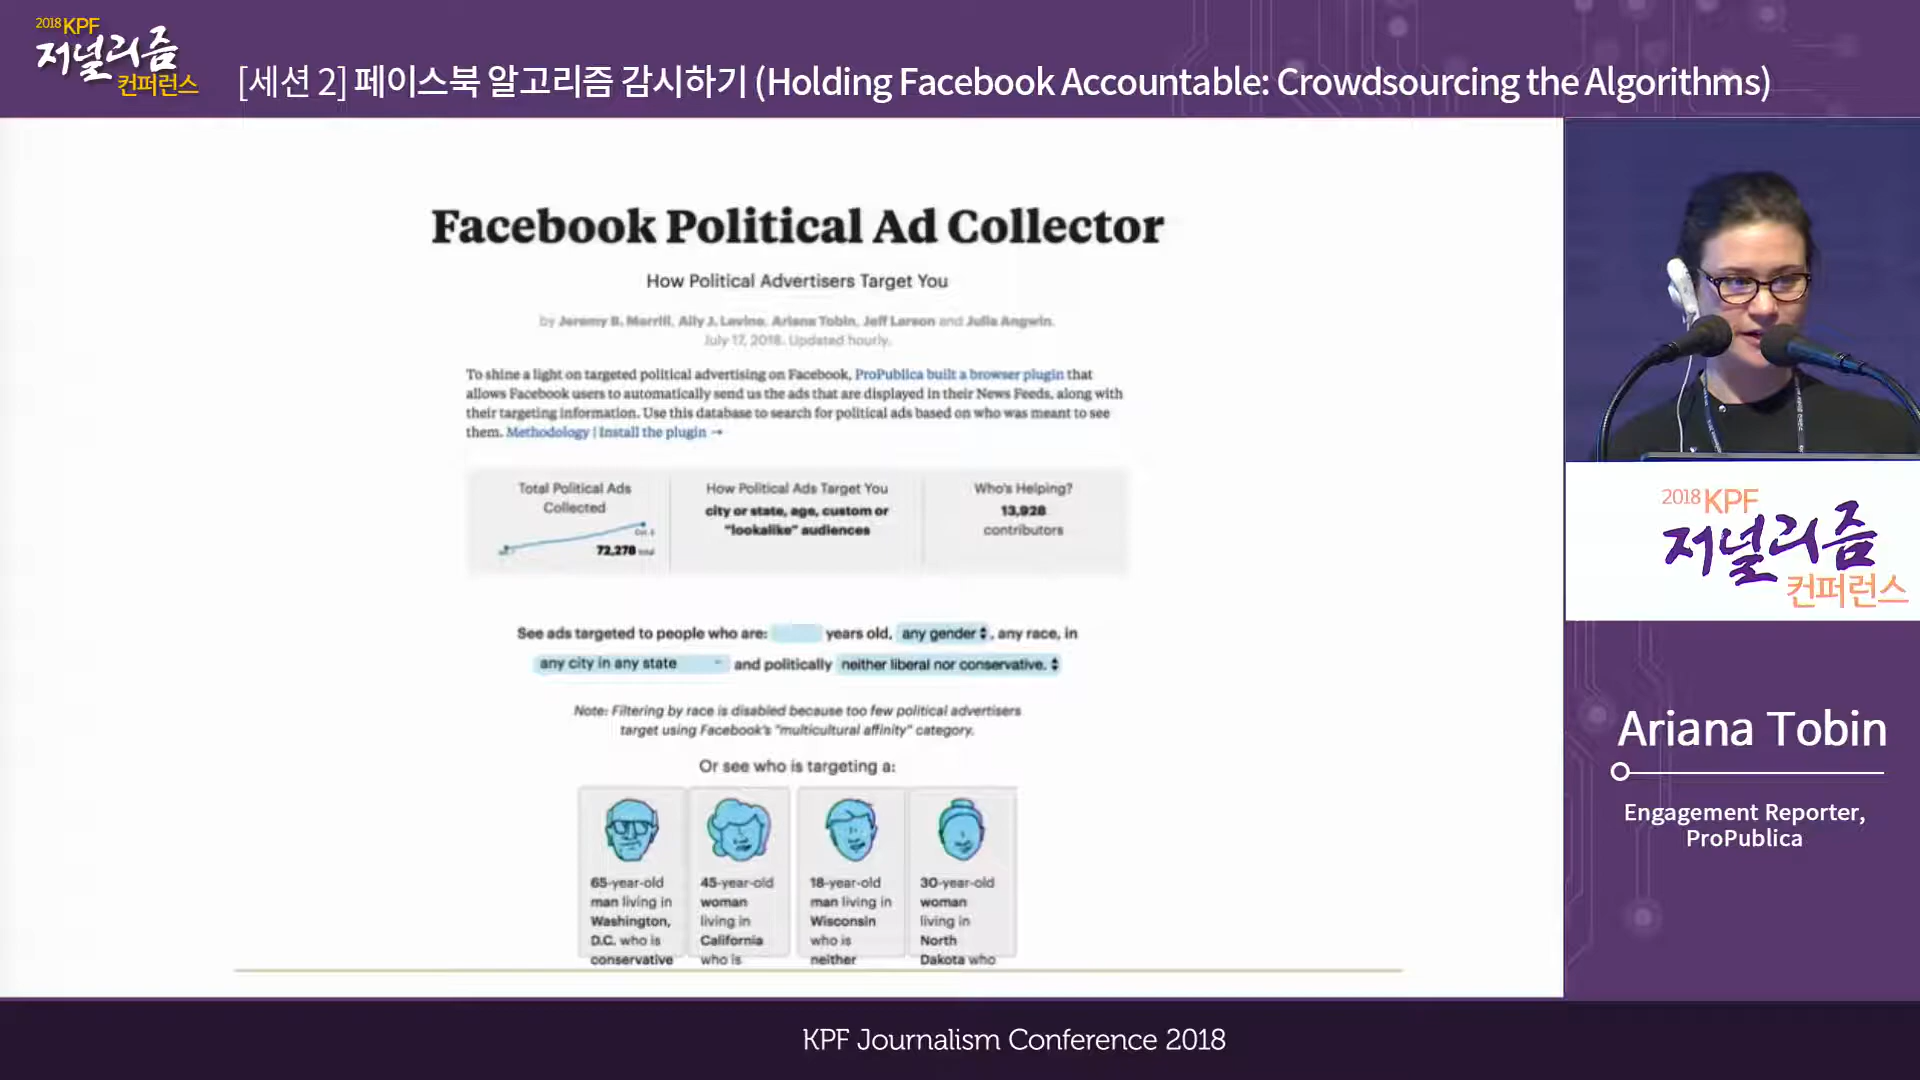 2018 KPF
저널리즘
컨퍼런스
[세션 2] 페이스북 알고리즘 감시하기 (Holding Facebook Accountable: Crowdsourcing the Algorithms)
Facebook Political Ad Collector
How Political Advertisers Target You
by Jeremy B. Merrill, Ally J. Levine, Ariana Tobin, Jeff Larson and Julia Angwin.
July 17, 2018. Updated hourly.
To shine a light on targeted political advertising on Facebook, ProPublica built a browser plugin that
allows Facebook users to automatically send us the ads that are displayed in their News Feeds, along with
their targeting information. Use this database to search for political ads based on who was meant to see
them. Methodology | Install the plugin →
Total Political Ads
Collected
72,278 total
How Political Ads Target You
city or state, age, custom or
"lookalike" audiences
Who's Helping?
13,928
contributors
See ads targeted to people who are: years old, any gender, any race, in
any city in any state and politically neither liberal nor conservative.
Note: Filtering by race is disabled because too few political advertisers
target using Facebook's "multicultural affinity" category.
Or see who is targeting a:
65-year-old
man living in
Washington,
D.C. who is
conservative
45-year-old
woman
living in
California
who is
18-year-old
man living in
Wisconsin
who is
neither
30-year-old
woman
living in
North
Dakota who
2018 KPF
저널리즘
컨퍼런스
Ariana Tobin
Engagement Reporter,
ProPublica
KPF Journalism Conference 2018